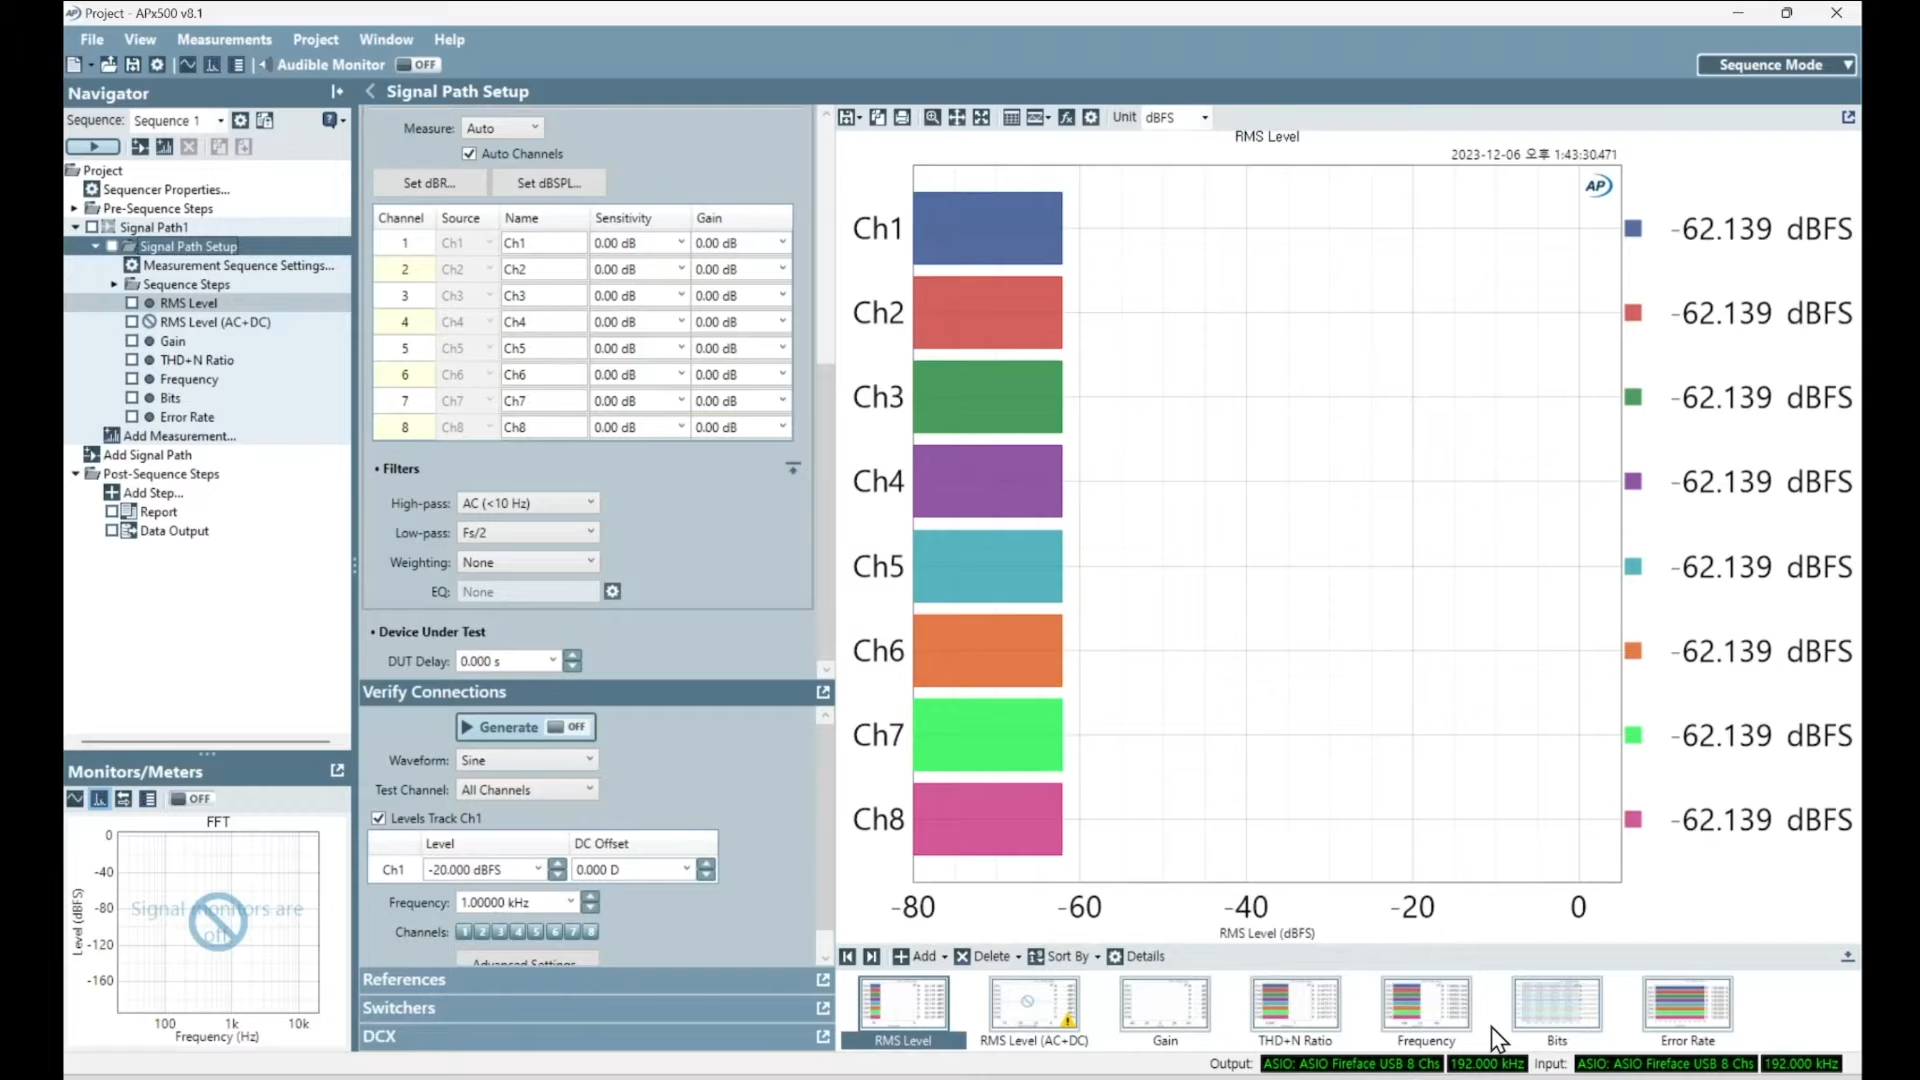 Project - APx500 v8.1
File View Measurements Project Window Help
Audible Monitor OFF
Sequence Mode
Navigator
Sequence: Sequence 1
Project
Sequencer Properties...
Pre-Sequence Steps
Signal Path1
Signal Path Setup
Measurement Sequence Settings...
Sequence Steps
RMS Level
RMS Level (AC+DC)
Gain
THD+N Ratio
Frequency
Bits
Error Rate
Add Measurement...
Add Signal Path
Post-Sequence Steps
Add Step...
Report
Data Output
Monitors/Meters
OFF
FFT
Signal monitors are off
Level (dBFS)
0
-40
-80
-120
-160
100 1k 10k
Frequency (Hz)
Signal Path Setup
Measure: Auto
Auto Channels
Set dBR... Set dBSPL...
Channel Source Name Sensitivity Gain
1 Ch1 Ch1 0.00 dB 0.00 dB
2 Ch2 Ch2 0.00 dB 0.00 dB
3 Ch3 Ch3 0.00 dB 0.00 dB
4 Ch4 Ch4 0.00 dB 0.00 dB
5 Ch5 Ch5 0.00 dB 0.00 dB
6 Ch6 Ch6 0.00 dB 0.00 dB
7 Ch7 Ch7 0.00 dB 0.00 dB
8 Ch8 Ch8 0.00 dB 0.00 dB
Filters
High-pass: AC (<10 Hz)
Low-pass: Fs/2
Weighting: None
EQ: None
Device Under Test
DUT Delay: 0.000 s
Verify Connections
Generate OFF
Waveform: Sine
Test Channel: All Channels
Levels Track Ch1
Level DC Offset
Ch1 -20.000 dBFS 0.000 D
Frequency: 1.00000 kHz
Channels: 1 2 3 4 5 6 7 8
Advanced Settings
References
Switchers
DCX
Unit dBFS
RMS Level
2023-12-06 오후 1:43:30.471
AP
Ch1 -62.139 dBFS
Ch2 -62.139 dBFS
Ch3 -62.139 dBFS
Ch4 -62.139 dBFS
Ch5 -62.139 dBFS
Ch6 -62.139 dBFS
Ch7 -62.139 dBFS
Ch8 -62.139 dBFS
-80 -60 -40 -20 0
RMS Level (dBFS)
Add Delete Sort By Details
RMS Level RMS Level (AC+DC) Gain THD+N Ratio Frequency Bits Error Rate
Output: ASIO: ASIO Fireface USB 8 Chs 192.000 kHz Input: ASIO: ASIO Fireface USB 8 Chs 192.000 kHz